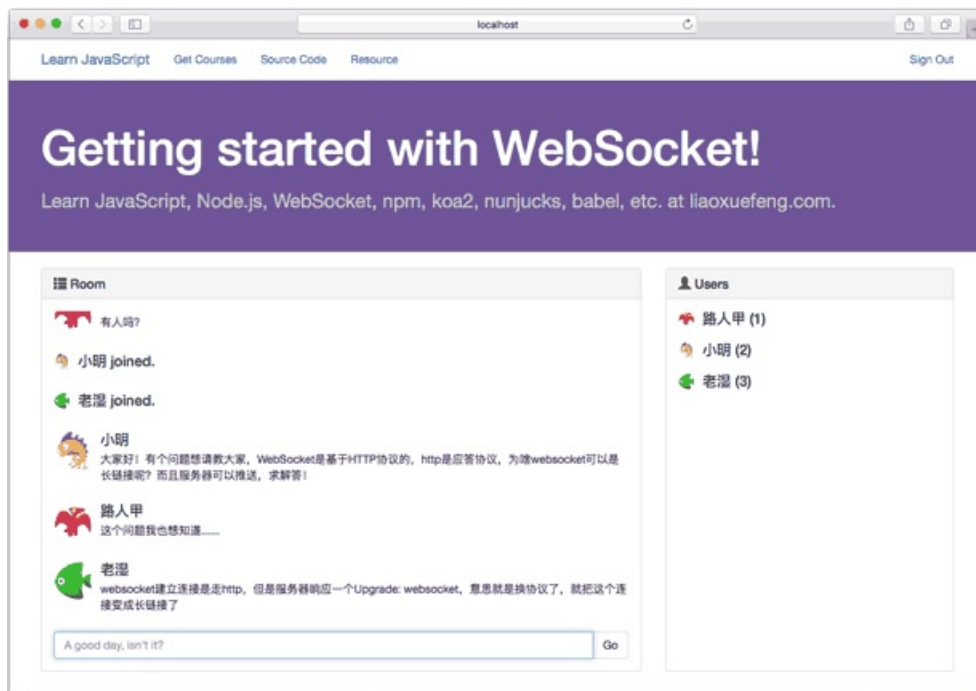 localhost
Learn JavaScript Get Courses Source Code Resource Sign Out
Getting started with WebSocket!
Learn JavaScript, Node.js, WebSocket, npm, koa2, nunjucks, babel, etc. at liaoxuefeng.com.
Room
有人吗?
小明 joined.
老湿 joined.
小明
大家好！有个问题想请教大家，WebSocket是基于HTTP协议的，http是应答协议，为啥websocket可以是
长链接呢？而且服务器可以推送，求解答！
路人甲
这个问题我也想知道……
老湿
websocket建立连接是走http，但是服务器响应一个Upgrade: websocket，意思就是换协议了，就把这个连
接变成长链接了
A good day, isn't it? Go
Users
路人甲 (1)
小明 (2)
老湿 (3)